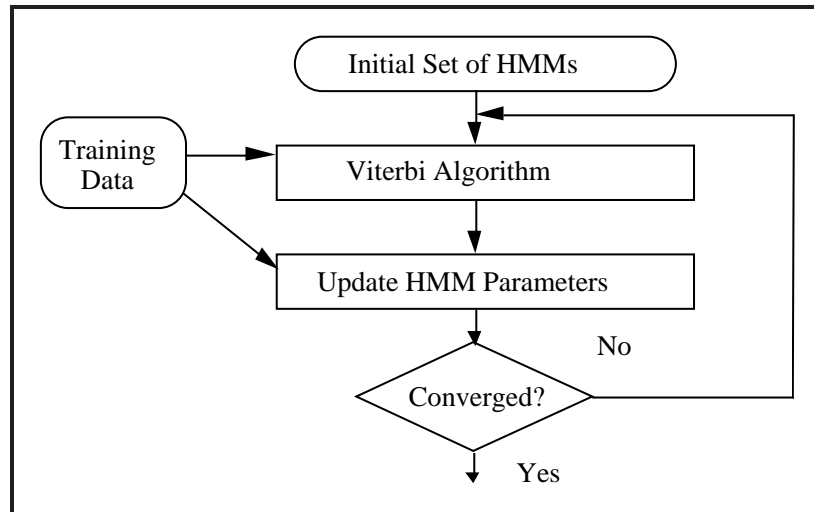 Initial Set of HMMs
Training
Data
Viterbi Algorithm
Update HMM Parameters
No
Converged?
Yes